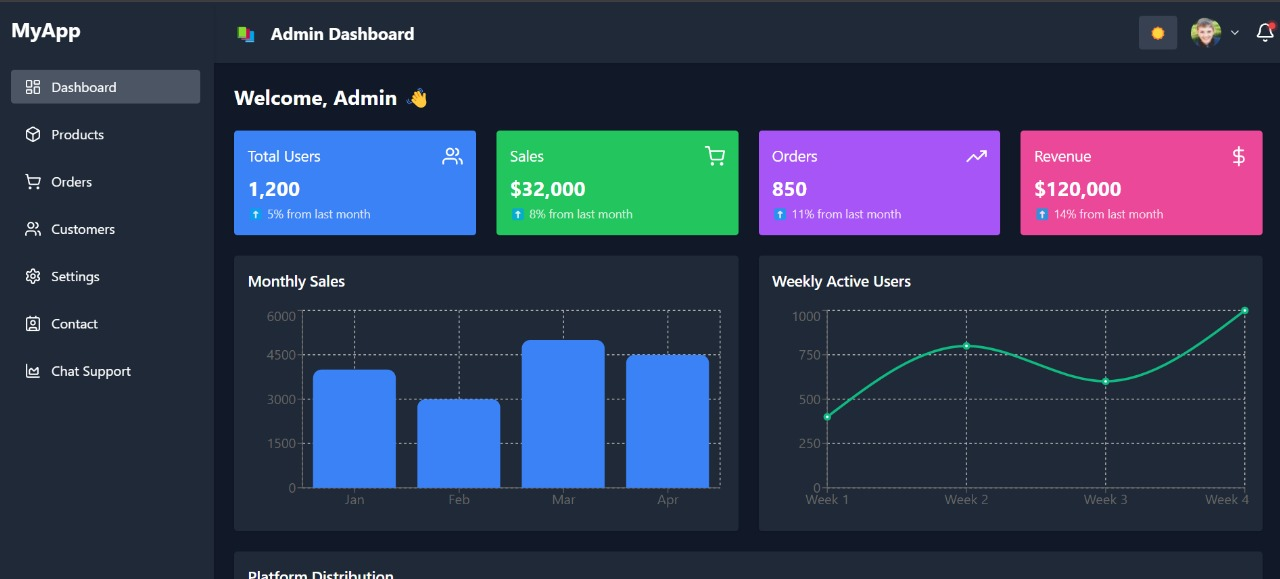 MyApp
Dashboard
Products
Orders
Customers
Settings
Contact
Chat Support
Admin Dashboard
Welcome, Admin 👋
Total Users
1,200
⬆ 5% from last month
Sales
$32,000
⬆ 8% from last month
Orders
850
⬆ 11% from last month
Revenue
$120,000
⬆ 14% from last month
Monthly Sales
6000
4500
3000
1500
0
Jan Feb Mar Apr
Weekly Active Users
1000
750
500
250
0
Week 1 Week 2 Week 3 Week 4
Platform Distribution